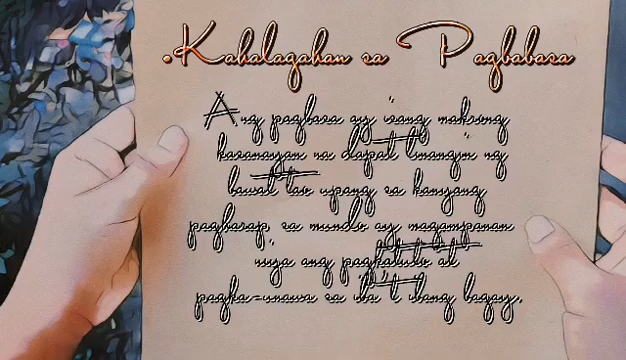 •Kahalagahan sa Pagbabasa
Ang pagbasa ay isang makrong
kasanayan na dapat linangin ng
bawat tao upang sa kanyang
pagharap sa mundo ay magampanan
niya ang pagkatuto at
pagka-unawa sa iba't ibang bagay.